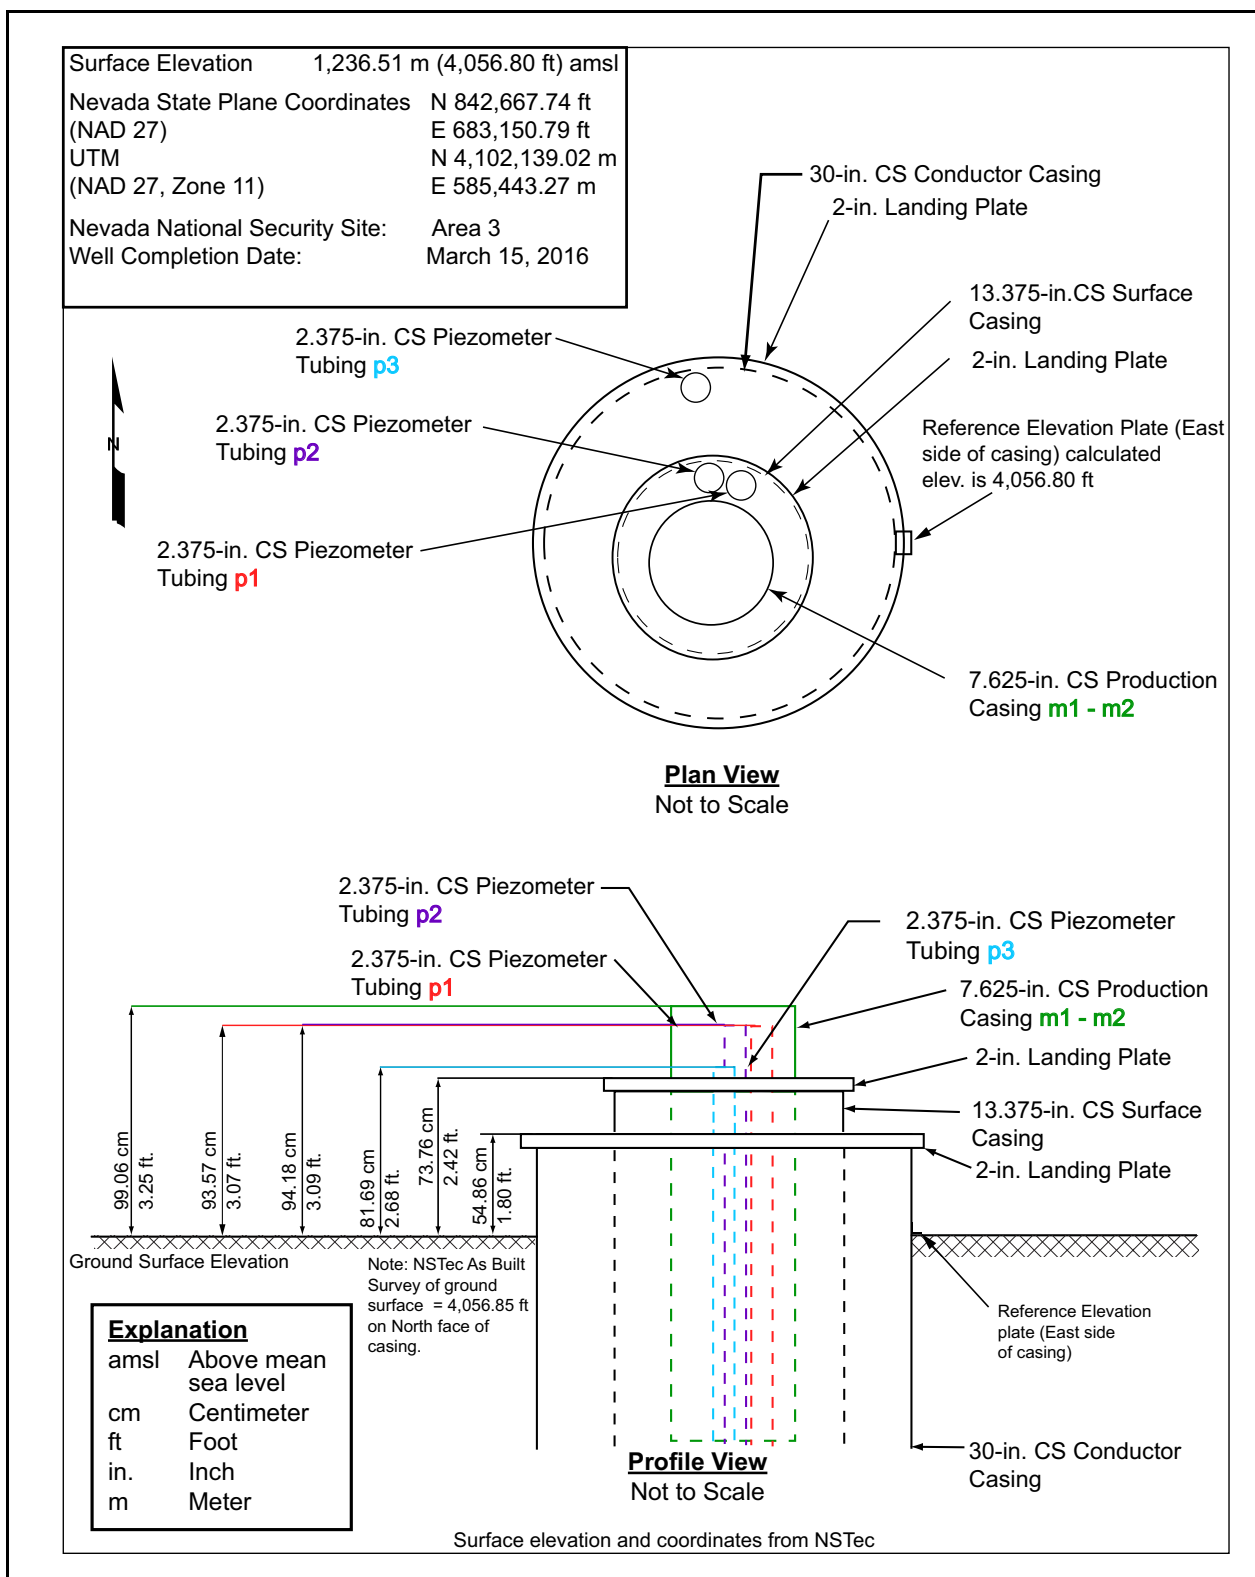 Surface Elevation 1,236.51 m (4,056.80 ft) amsl
Nevada State Plane Coordinates N 842,667.74 ft
(NAD 27) E 683,150.79 ft
UTM N 4,102,139.02 m
(NAD 27, Zone 11) E 585,443.27 m
Nevada National Security Site: Area 3
Well Completion Date: March 15, 2016
30-in. CS Conductor Casing
2-in. Landing Plate
13.375-in.CS Surface
Casing
2-in. Landing Plate
2.375-in. CS Piezometer
Tubing p3
2.375-in. CS Piezometer
Tubing p2
Reference Elevation Plate (East
side of casing) calculated
elev. is 4,056.80 ft
N
2.375-in. CS Piezometer
Tubing p1
7.625-in. CS Production
Casing m1 - m2
Plan View
Not to Scale
2.375-in. CS Piezometer
Tubing p2
2.375-in. CS Piezometer
Tubing p3
2.375-in. CS Piezometer
Tubing p1
7.625-in. CS Production
Casing m1 - m2
2-in. Landing Plate
13.375-in. CS Surface
Casing
2-in. Landing Plate
99.06 cm
3.25 ft.
93.57 cm
3.07 ft.
94.18 cm
3.09 ft.
81.69 cm
2.68 ft.
73.76 cm
2.42 ft.
54.86 cm
1.80 ft.
Ground Surface Elevation
Note: NSTec As Built
Survey of ground
surface = 4,056.85 ft
on North face of
casing.
Reference Elevation
plate (East side
of casing)
Explanation
amsl Above mean
sea level
cm Centimeter
ft Foot
in. Inch
m Meter
30-in. CS Conductor
Casing
Profile View
Not to Scale
Surface elevation and coordinates from NSTec